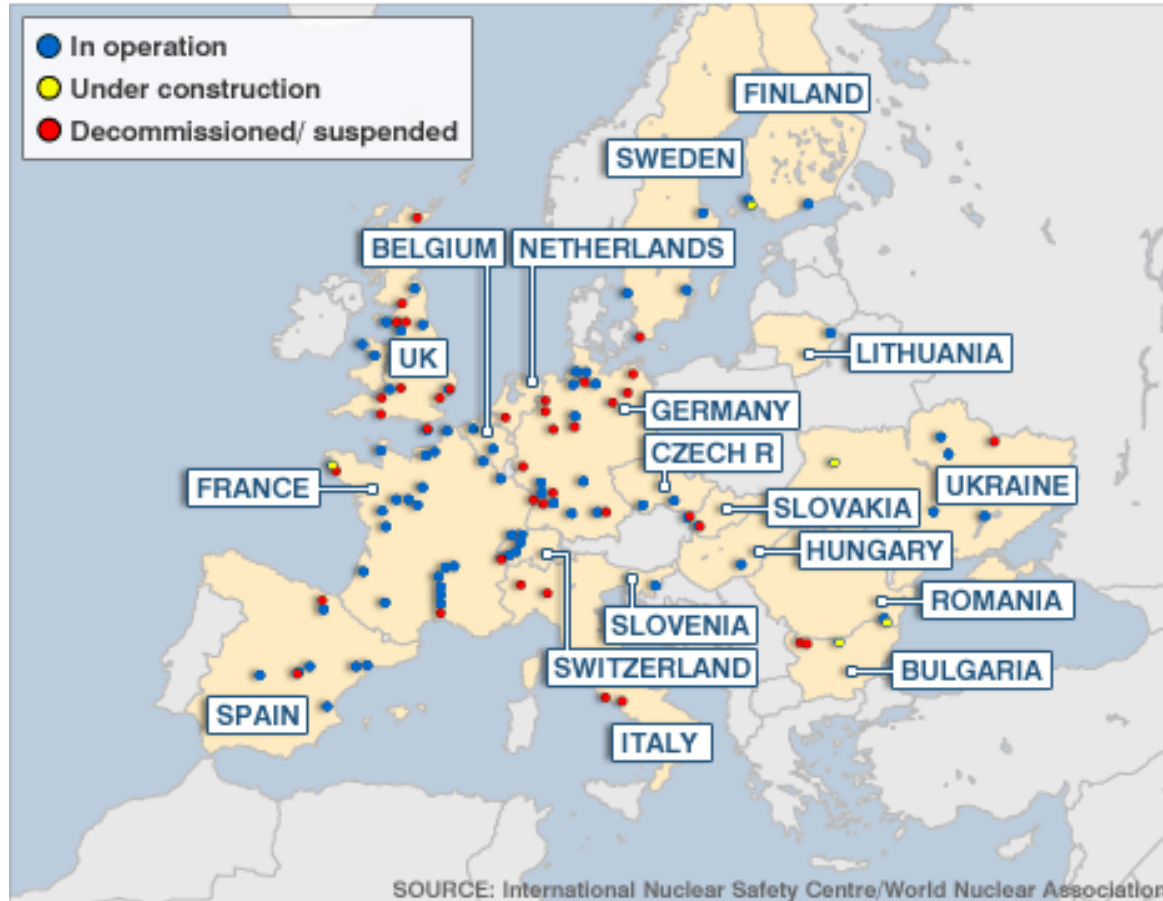 In operation
Under construction
Decommissioned/ suspended
FINLAND
SWEDEN
BELGIUM
NETHERLANDS
UK
LITHUANIA
GERMANY
CZECH R
FRANCE
UKRAINE
SLOVAKIA
HUNGARY
ROMANIA
SLOVENIA
SWITZERLAND
BULGARIA
SPAIN
ITALY
SOURCE: International Nuclear Safety Centre/World Nuclear Association